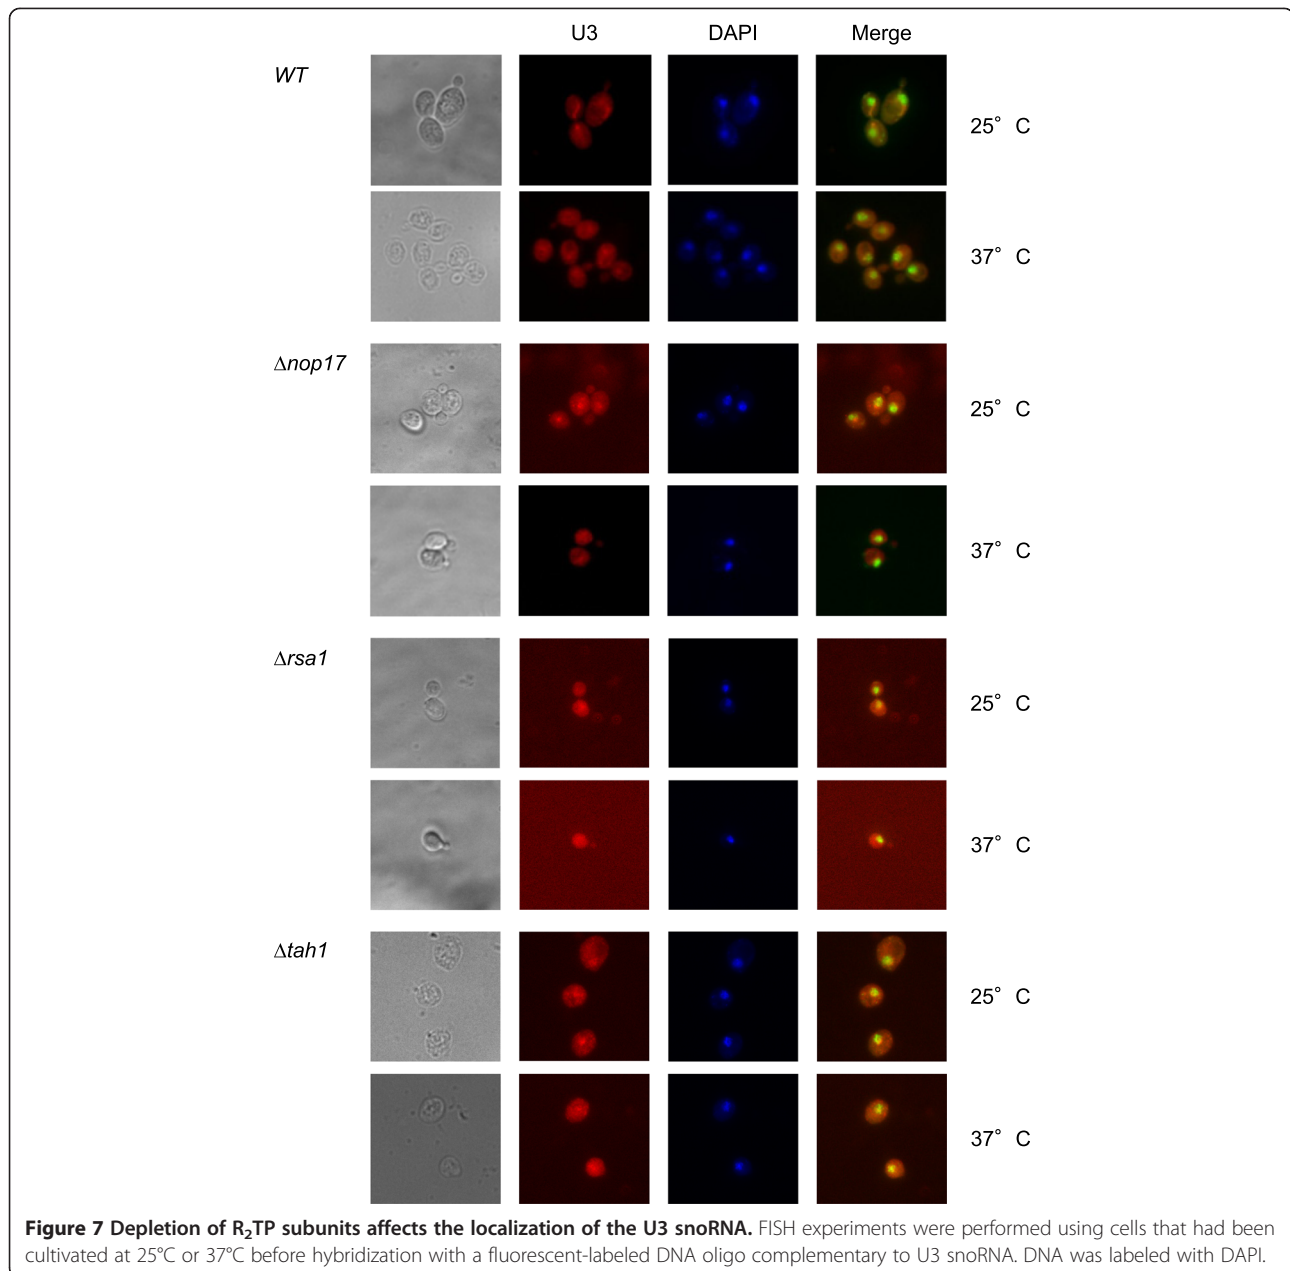 U3 DAPI Merge
WT
25° C
37° C
Δnop17
25° C
37° C
Δrsa1
25° C
37° C
Δtah1
25° C
37° C
Figure 7 Depletion of R₂TP subunits affects the localization of the U3 snoRNA. FISH experiments were performed using cells that had been
cultivated at 25°C or 37°C before hybridization with a fluorescent-labeled DNA oligo complementary to U3 snoRNA. DNA was labeled with DAPI.